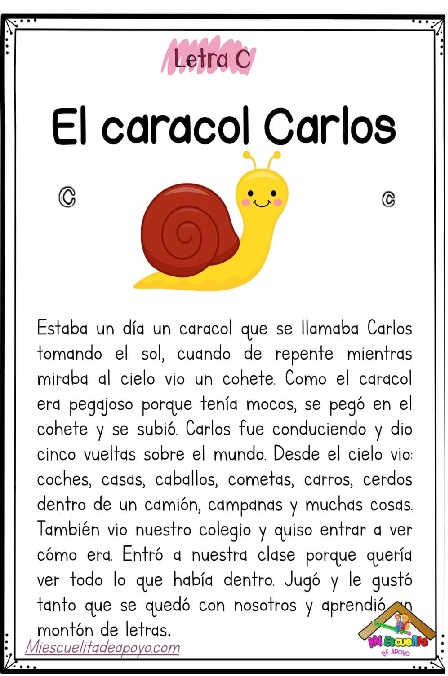 Letra C
El caracol Carlos
C
c
Estaba un día un caracol que se llamaba Carlos
tomando el sol, cuando de repente mientras
miraba al cielo vio un cohete. Como el caracol
era pegajoso porque tenía mocos, se pegó en el
cohete y se subió. Carlos fue conduciendo y dio
cinco vueltas sobre el mundo. Desde el cielo vio:
coches, casas, caballos, cometas, carros, cerdos
dentro de un camión, campanas y muchas cosas.
También vio nuestro colegio y quiso entrar a ver
cómo era. Entró a nuestra clase porque quería
ver todo lo que había dentro. Jugó y le gustó
tanto que se quedó con nosotros y aprendió un
montón de letras.
Miescuelitadeapoyo.com
Mi escuelita
DE APOYO